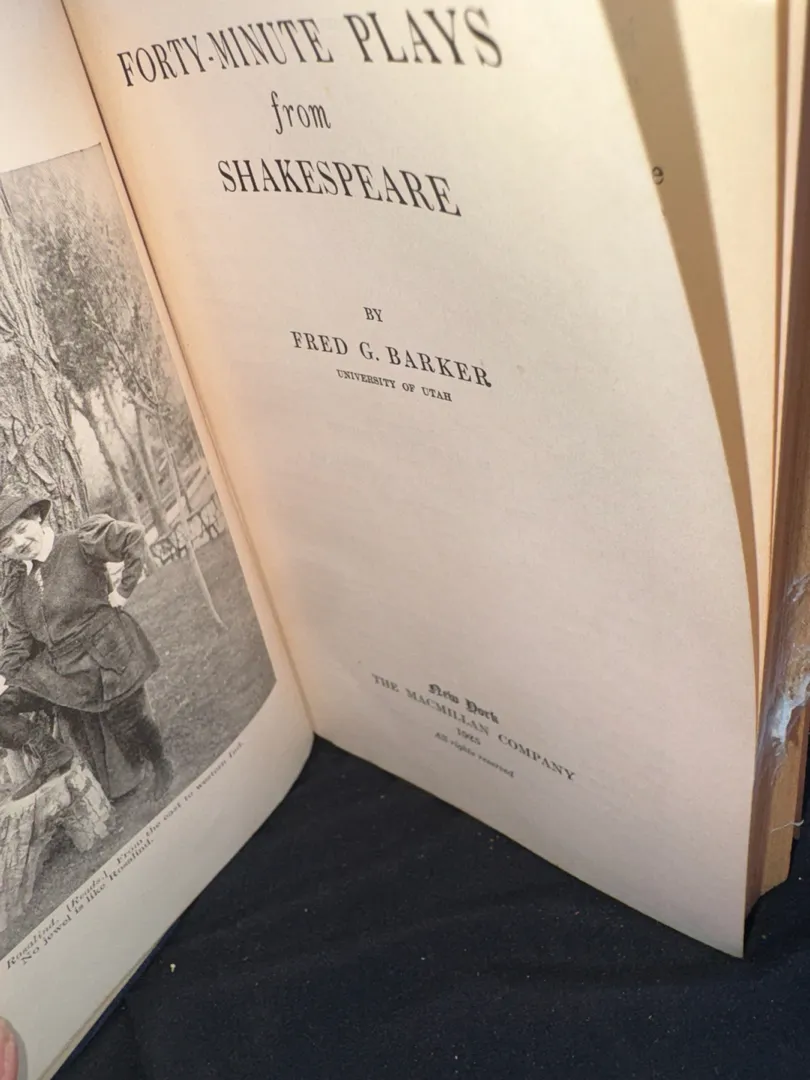 Rosalind. [Reads.] From the east to western Ind,
No jewel is like Rosalind.
FORTY-MINUTE PLAYS
from
SHAKESPEARE
BY
FRED G. BARKER
UNIVERSITY OF UTAH
New York
THE MACMILLAN COMPANY
1925
All rights reserved
e